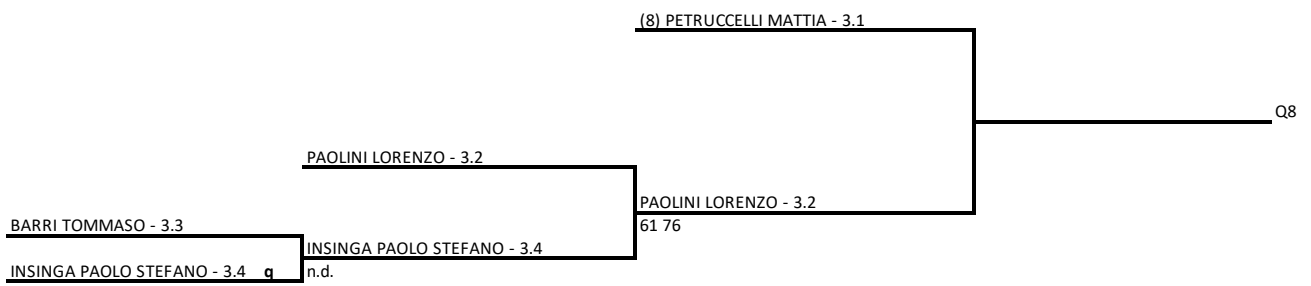 (8) PETRUCCELLI MATTIA - 3.1
Q8
PAOLINI LORENZO - 3.2
PAOLINI LORENZO - 3.2
61 76
BARRI TOMMASO - 3.3
INSINGA PAOLO STEFANO - 3.4
n.d.
INSINGA PAOLO STEFANO - 3.4 q